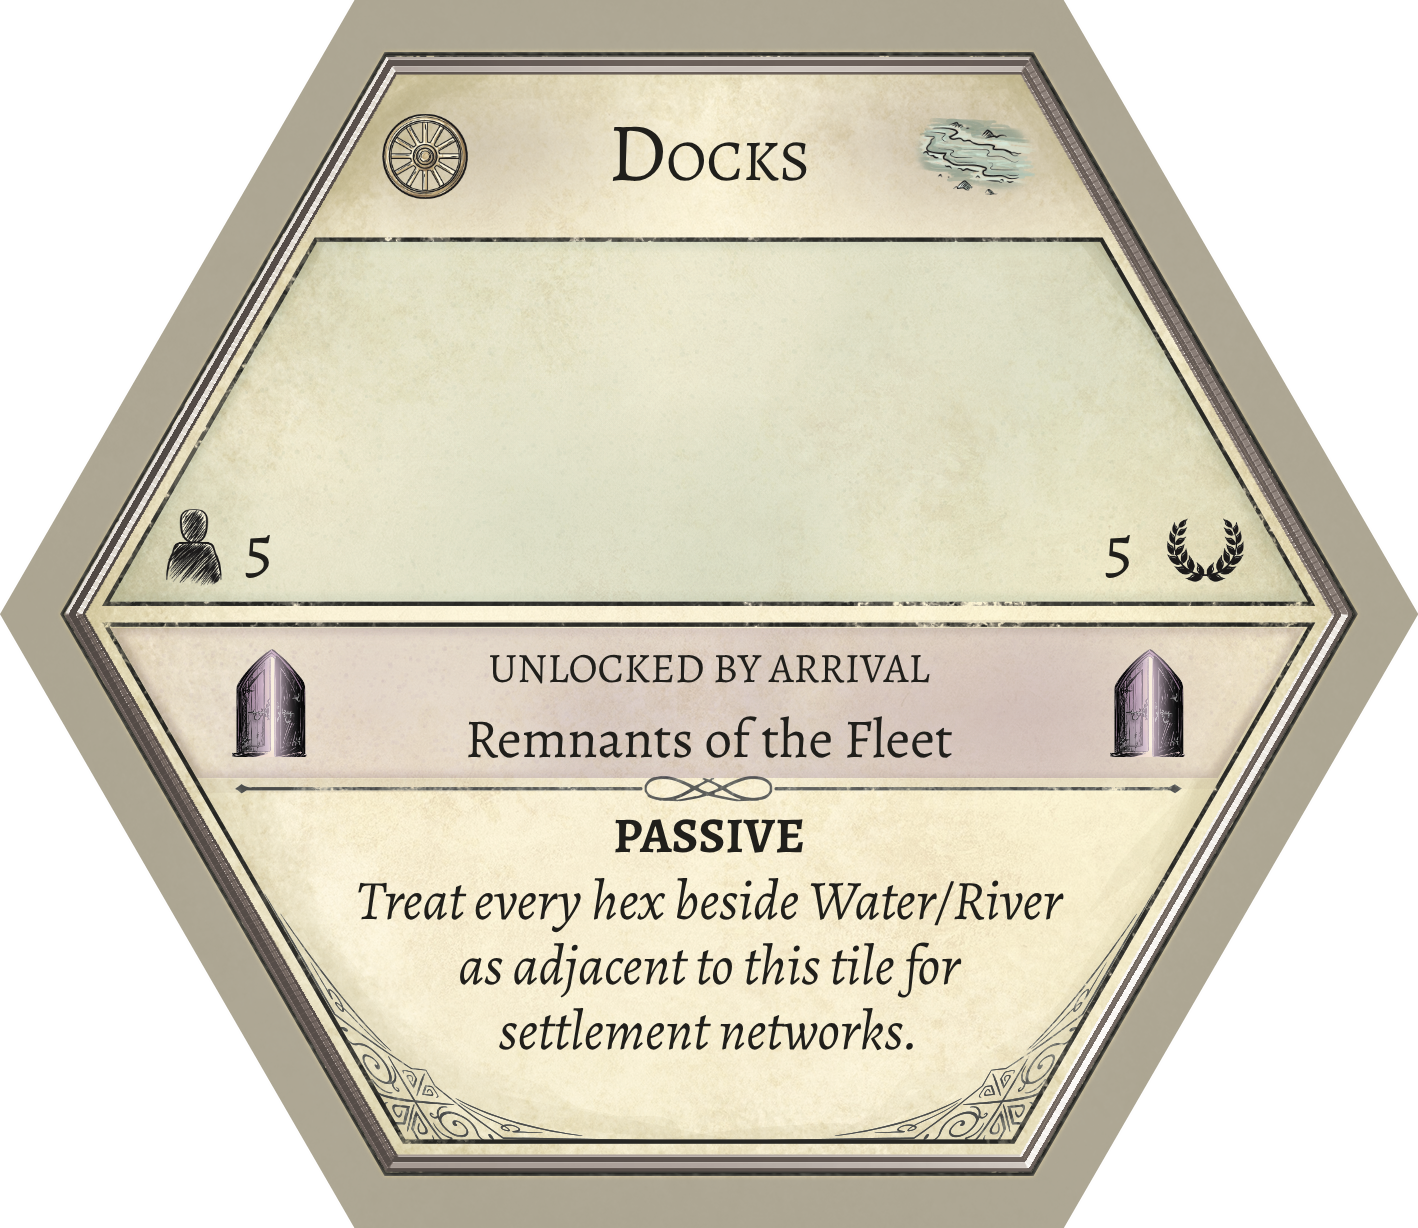 Docks
5
5
UNLOCKED BY ARRIVAL
Remnants of the Fleet
PASSIVE
Treat every hex beside Water/River
as adjacent to this tile for
settlement networks.